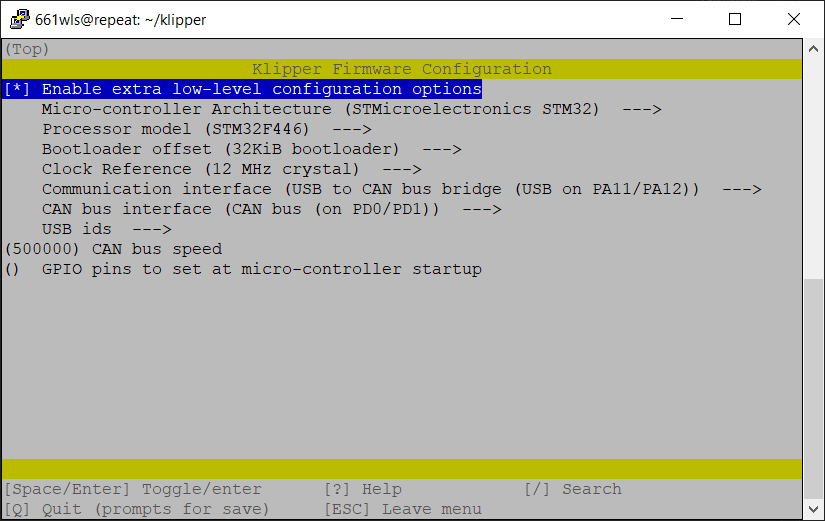 661wls@repeat: ~/klipper
(Top)
Klipper Firmware Configuration
[*] Enable extra low-level configuration options
Micro-controller Architecture (STMicroelectronics STM32)  --->
Processor model (STM32F446)  --->
Bootloader offset (32KiB bootloader)  --->
Clock Reference (12 MHz crystal)  --->
Communication interface (USB to CAN bus bridge (USB on PA11/PA12))  --->
CAN bus interface (CAN bus (on PD0/PD1))  --->
USB ids  --->
(500000) CAN bus speed
()  GPIO pins to set at micro-controller startup
[Space/Enter] Toggle/enter      [?] Help            [/] Search
[Q] Quit (prompts for save)     [ESC] Leave menu